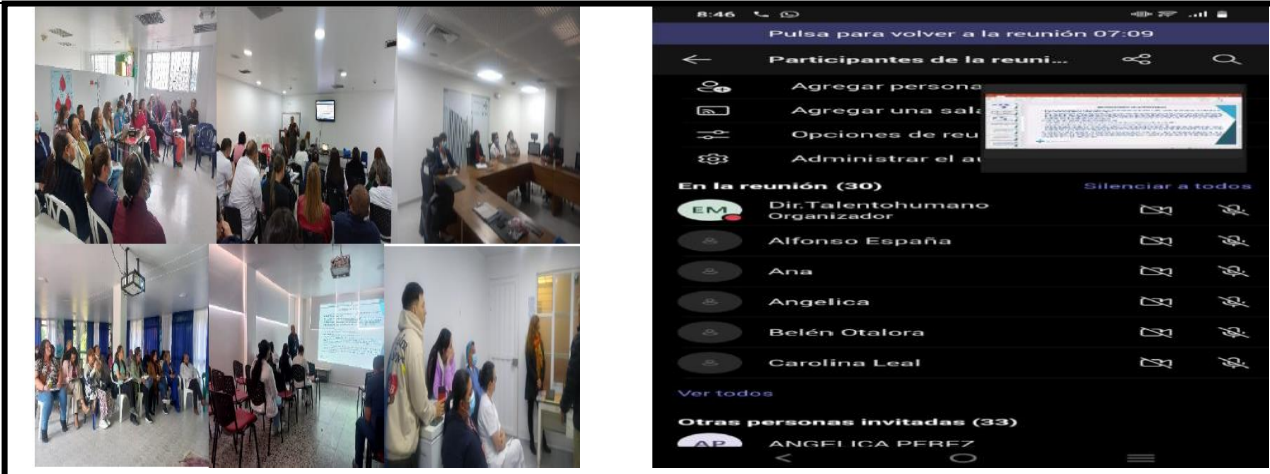 8:46
Pulsa para volver a la reunión 07:09
Participantes de la reuni...
Agregar persona
Agregar una sala
Opciones de reu
Administrar el au
En la reunión (30)
Silenciar a todos
EM
Dir,Talentohumano
Organizador
Alfonso España
Ana
Angelica
Belén Otalora
Carolina Leal
Ver todos
Otras personas invitadas (33)
AP
ANGELICA PEREZ